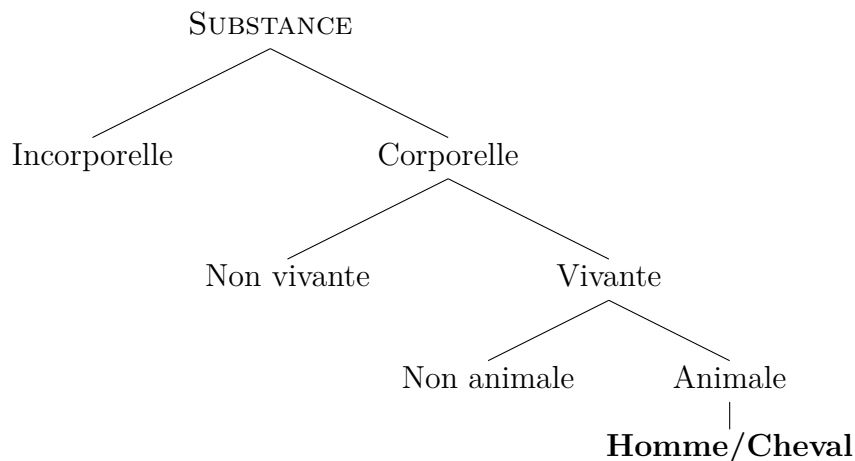 SUBSTANCE
Incorporelle Corporelle
Non vivante Vivante
Non animale Animale
Homme/Cheval